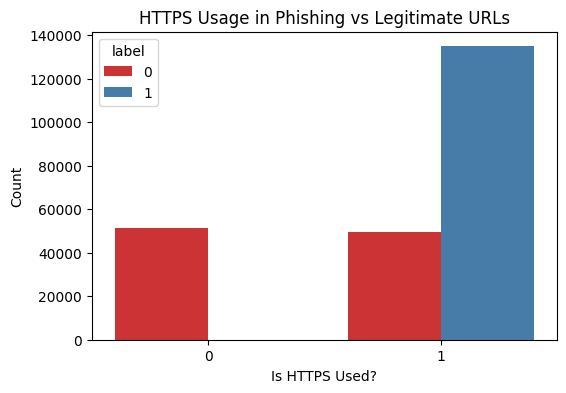 HTTPS Usage in Phishing vs Legitimate URLs
140000
120000
100000
80000
60000
40000
20000
0
Count
label
0
1
0 1
Is HTTPS Used?